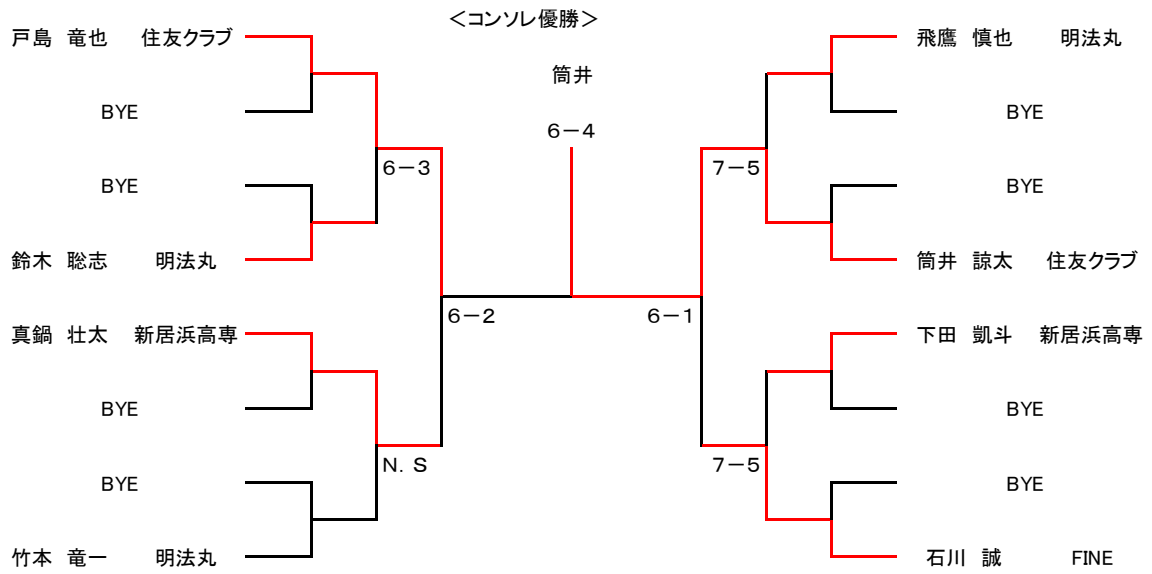 ＜コンソレ優勝＞
戸島 竜也 住友クラブ
飛鷹 慎也 明法丸
筒井
BYE
BYE
6－4
6－3
7－5
BYE
BYE
鈴木 聡志 明法丸
筒井 諒太 住友クラブ
6－2
6－1
真鍋 壮太 新居浜高専
下田 凱斗 新居浜高専
BYE
BYE
N．S
7－5
BYE
BYE
竹本 竜一 明法丸
石川 誠 FINE